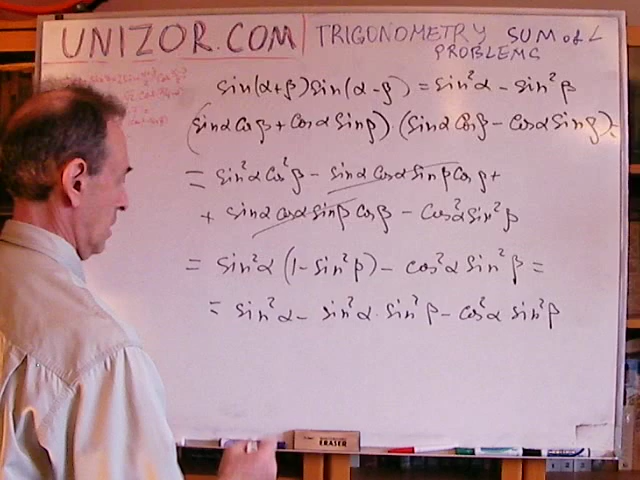 UNIZOR.COM | TRIGONOMETRY SUM of ∠
PROBLEMS
sin(α+β)sin(α-β) = sin²α - sin²β
(sinα cosβ + cosα sinβ)·(sinα cosβ - cosα sinβ) =
= sin²α cos²β - sinα cosα sinβ cosβ +
+ sinα cosα sinβ cosβ - cos²α sin²β
= sin²α (1 - sin²β) - cos²α sin²β =
= sin²α - sin²α · sin²β - cos²α sin²β
ERASER